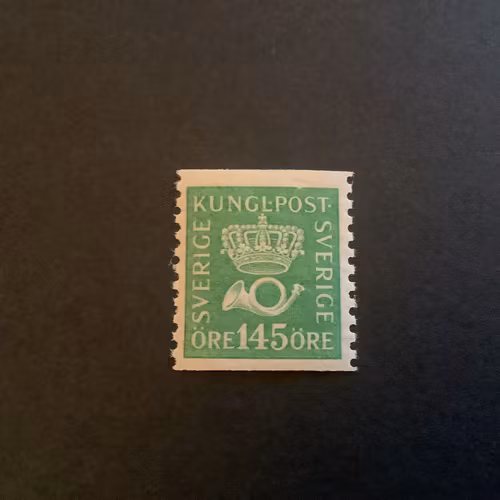 KUNGL·POST·
SVERIGE
SVERIGE
ÖRE 145 ÖRE